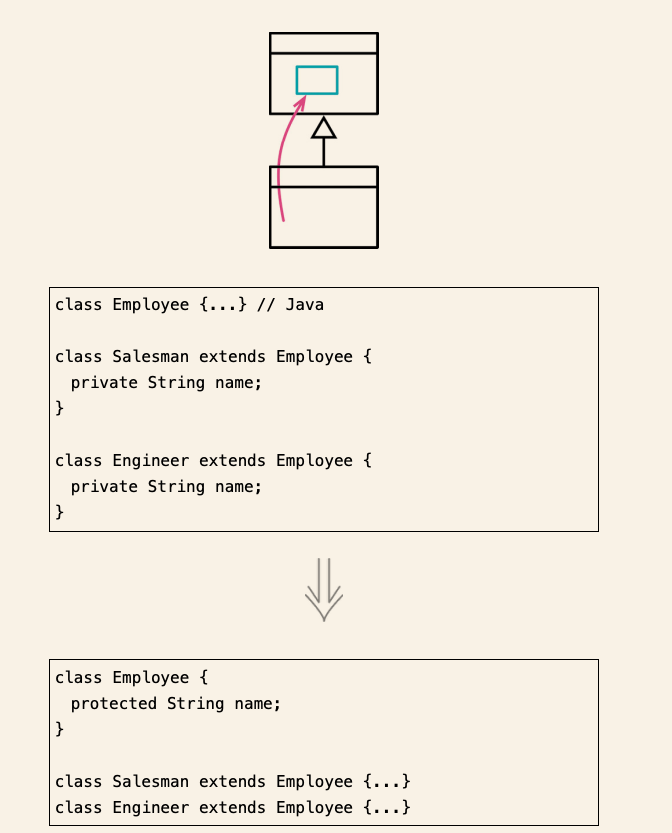 class Employee {...} // Java
class Salesman extends Employee {
private String name;
}
class Engineer extends Employee {
private String name;
}
class Employee {
protected String name;
}
class Salesman extends Employee {...}
class Engineer extends Employee {...}